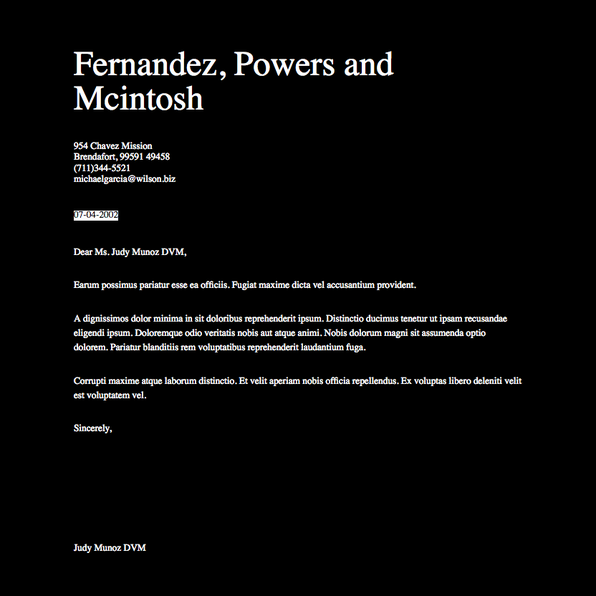 Fernandez, Powers and
Mcintosh
954 Chavez Mission
Brendafort, 99591 49458
(711)344-5521
michaelgarcia@wilson.biz
07-04-2002
Dear Ms. Judy Munoz DVM,
Earum possimus pariatur esse ea officiis. Fugiat maxime dicta vel accusantium provident.
A dignissimos dolor minima in sit doloribus reprehenderit ipsum. Distinctio ducimus tenetur ut ipsam recusandae
eligendi ipsum. Doloremque odio veritatis nobis aut atque animi. Nobis dolorum magni sit assumenda optio
dolorem. Pariatur blanditiis rem voluptatibus reprehenderit laudantium fuga.
Corrupti maxime atque laborum distinctio. Et velit aperiam nobis officia repellendus. Ex voluptas libero deleniti velit
est voluptatem vel.
Sincerely,
Judy Munoz DVM